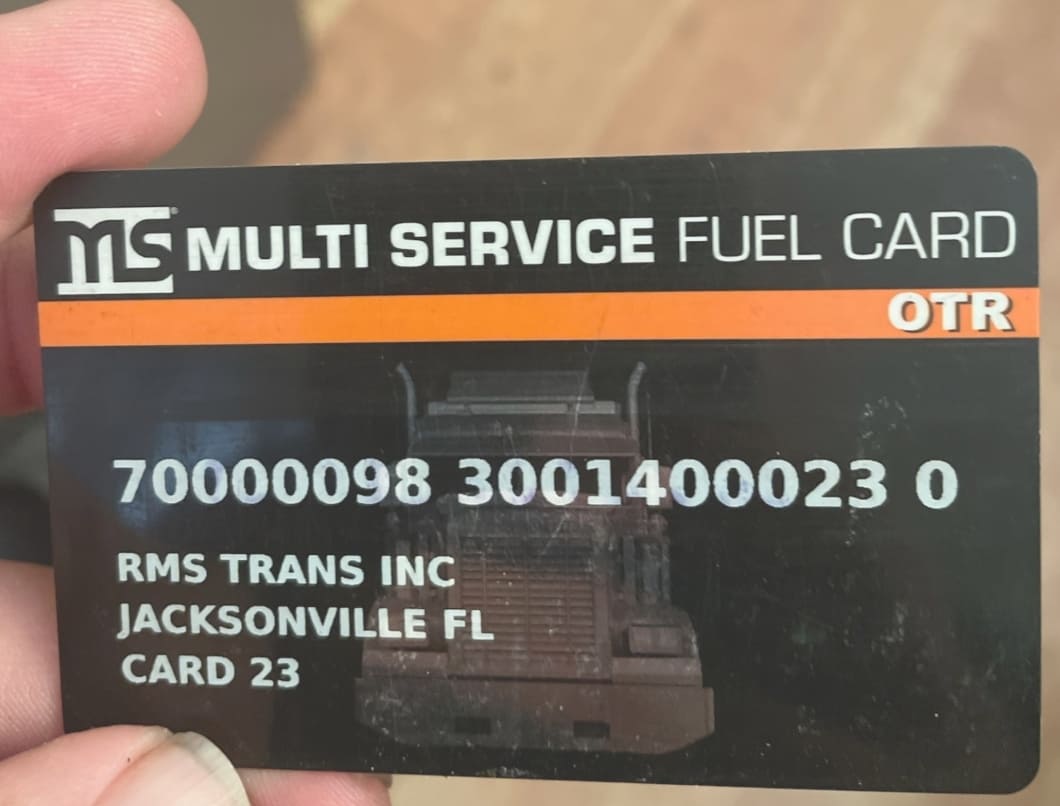 MS® MULTI SERVICE FUEL CARD
OTR
70000098 3001400023 0
RMS TRANS INC
JACKSONVILLE FL
CARD 23